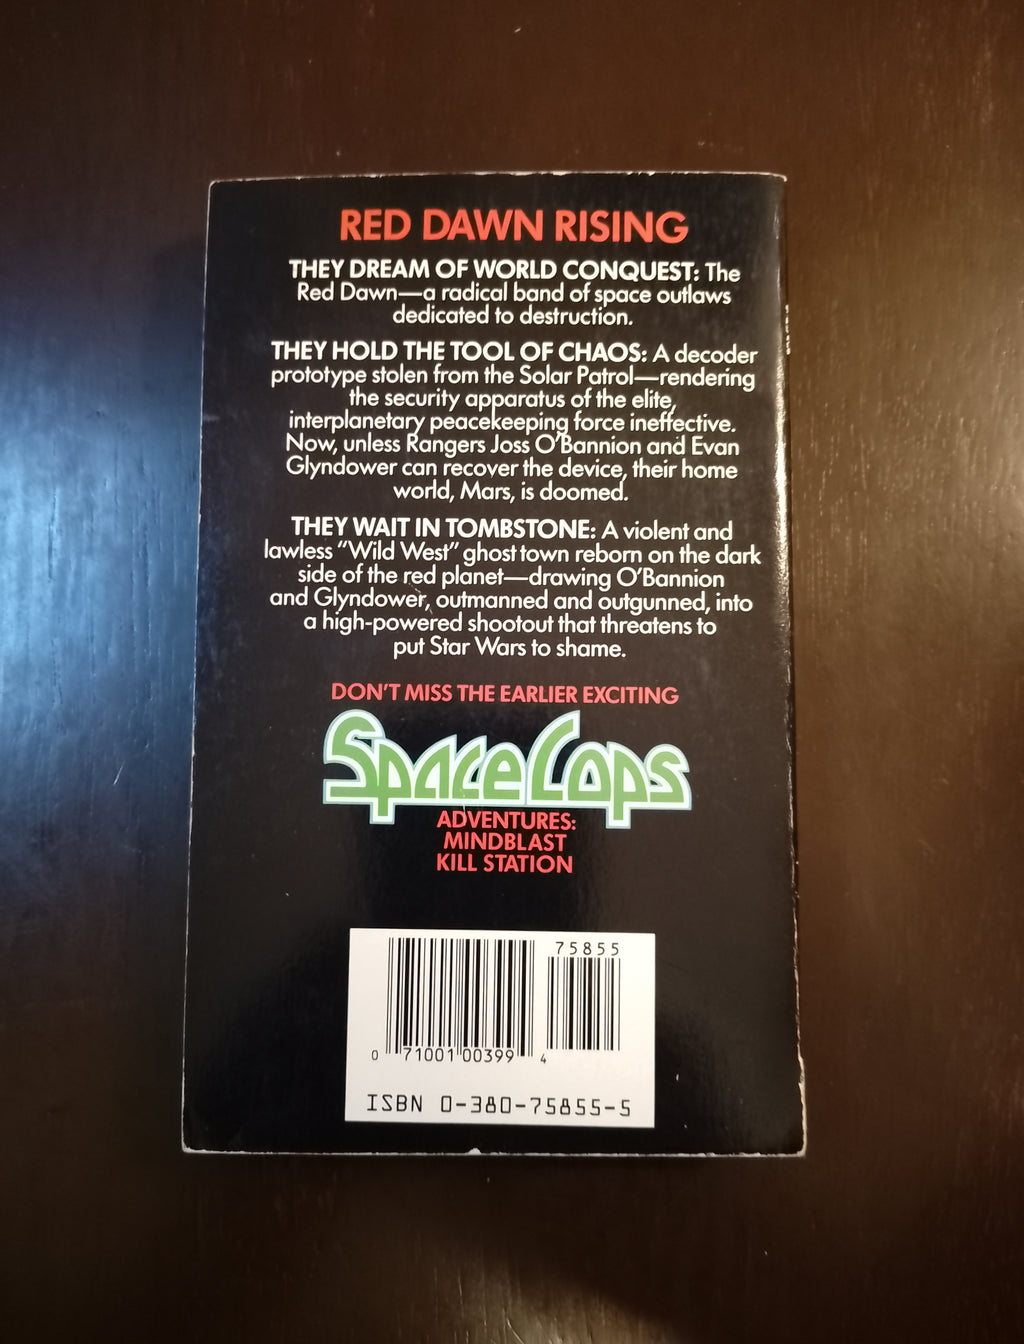 RED DAWN RISING
THEY DREAM OF WORLD CONQUEST: The
Red Dawn—a radical band of space outlaws
dedicated to destruction.
THEY HOLD THE TOOL OF CHAOS: A decoder
prototype stolen from the Solar Patrol—rendering
the security apparatus of the elite,
interplanetary peacekeeping force ineffective.
Now, unless Rangers Joss O'Bannion and Evan
Glyndower can recover the device, their home
world, Mars, is doomed.
THEY WAIT IN TOMBSTONE: A violent and
lawless “Wild West” ghost town reborn on the dark
side of the red planet—drawing O'Bannion
and Glyndower, outmanned and outgunned, into
a high-powered shootout that threatens to
put Star Wars to shame.
DON'T MISS THE EARLIER EXCITING
Space Cops
ADVENTURES:
MINDBLAST
KILL STATION
75855
0 71001 00399 4
ISBN 0-380-75855-5